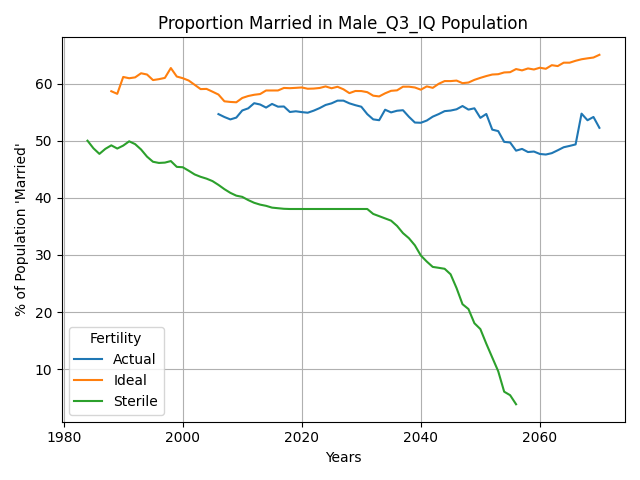 Proportion Married in Male_Q3_IQ Population
% of Population 'Married'
60
50
40
30
20
10
Fertility
Actual
Ideal
Sterile
1980 2000 2020 2040 2060
Years